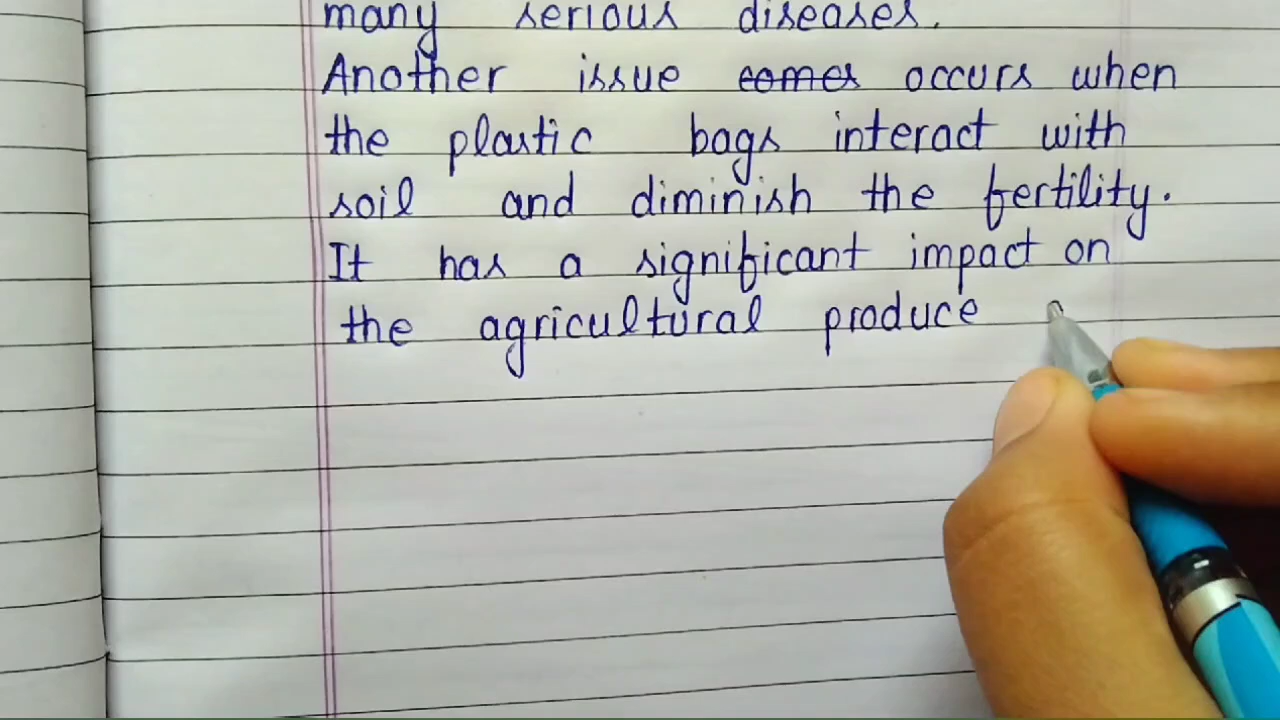 many serious diseases.
Another issue comes occurs when
the plastic bags interact with
soil and diminish the fertility.
It has a significant impact on
the agricultural produce